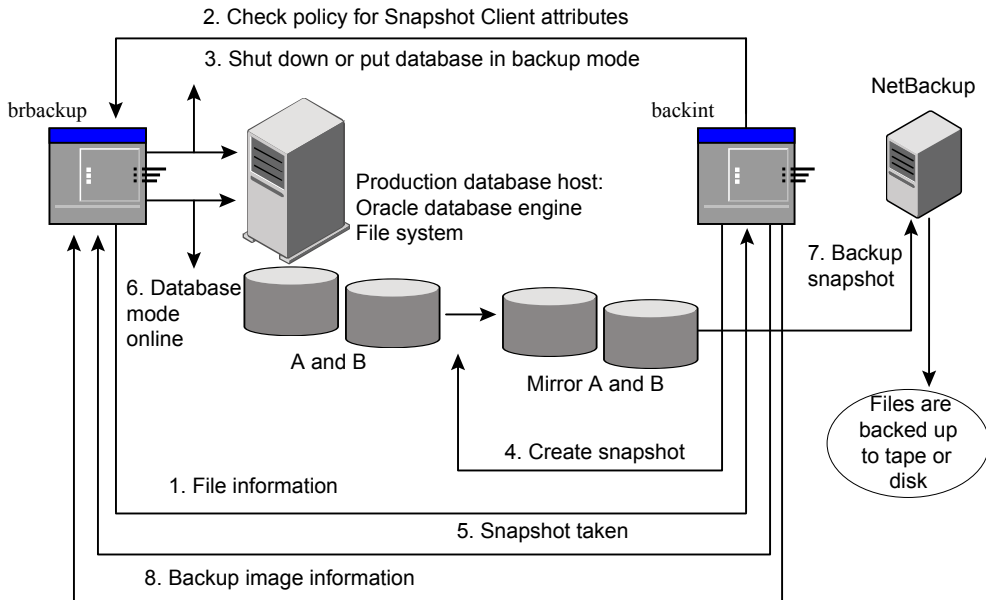 2. Check policy for Snapshot Client attributes
3. Shut down or put database in backup mode
brbackup
backint
NetBackup
Production database host:
Oracle database engine
File system
7. Backup
snapshot
6. Database
mode
online
A and B
Mirror A and B
Files are
backed up
to tape or
disk
4. Create snapshot
1. File information
5. Snapshot taken
8. Backup image information